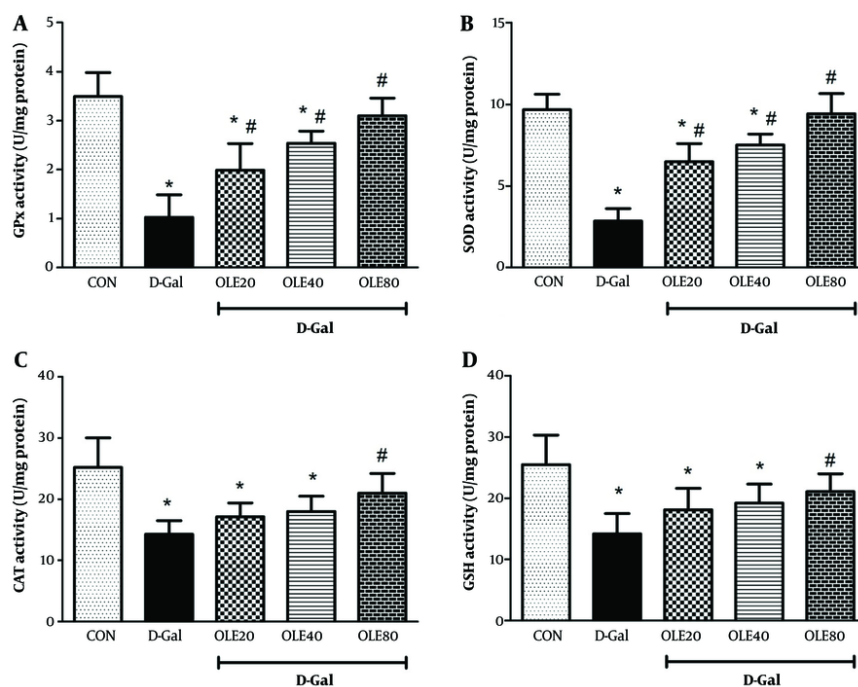 A
GPx activity (U/mg protein)
5
4
3
2
1
0
*
* #
* #
#
CON D-Gal OLE20 OLE40 OLE80
D-Gal
B
SOD activity (U/mg protein)
15
10
5
0
*
* #
* #
#
CON D-Gal OLE20 OLE40 OLE80
D-Gal
C
CAT activity (U/mg protein)
40
30
20
10
0
*
*
*
#
CON D-Gal OLE20 OLE40 OLE80
D-Gal
D
GSH activity (U/mg protein)
40
30
20
10
0
*
*
*
#
CON D-Gal OLE20 OLE40 OLE80
D-Gal